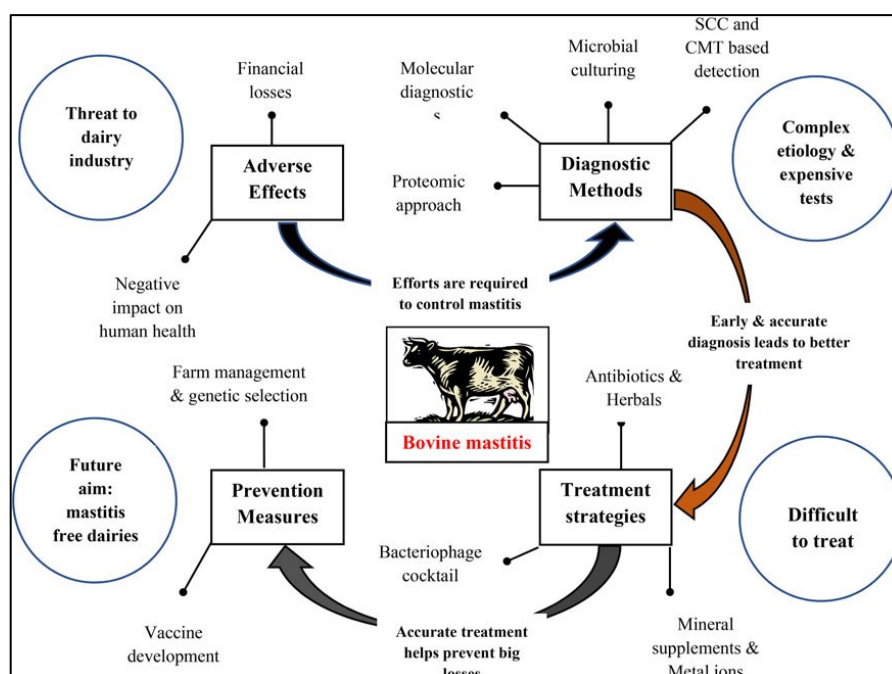 Threat to
dairy
industry
Financial
losses
Adverse
Effects
Negative
impact on
human health
Molecular
diagnostic
s
Microbial
culturing
SCC and
CMT based
detection
Proteomic
approach
Diagnostic
Methods
Complex
etiology &
expensive
tests
Efforts are required
to control mastitis
Early & accurate
diagnosis leads to better
treatment
Bovine mastitis
Farm management
& genetic selection
Future
aim:
mastitis
free dairies
Prevention
Measures
Vaccine
development
Antibiotics &
Herbals
Treatment
strategies
Bacteriophage
cocktail
Mineral
supplements &
Metal ions
Difficult
to treat
Accurate treatment
helps prevent big
losses